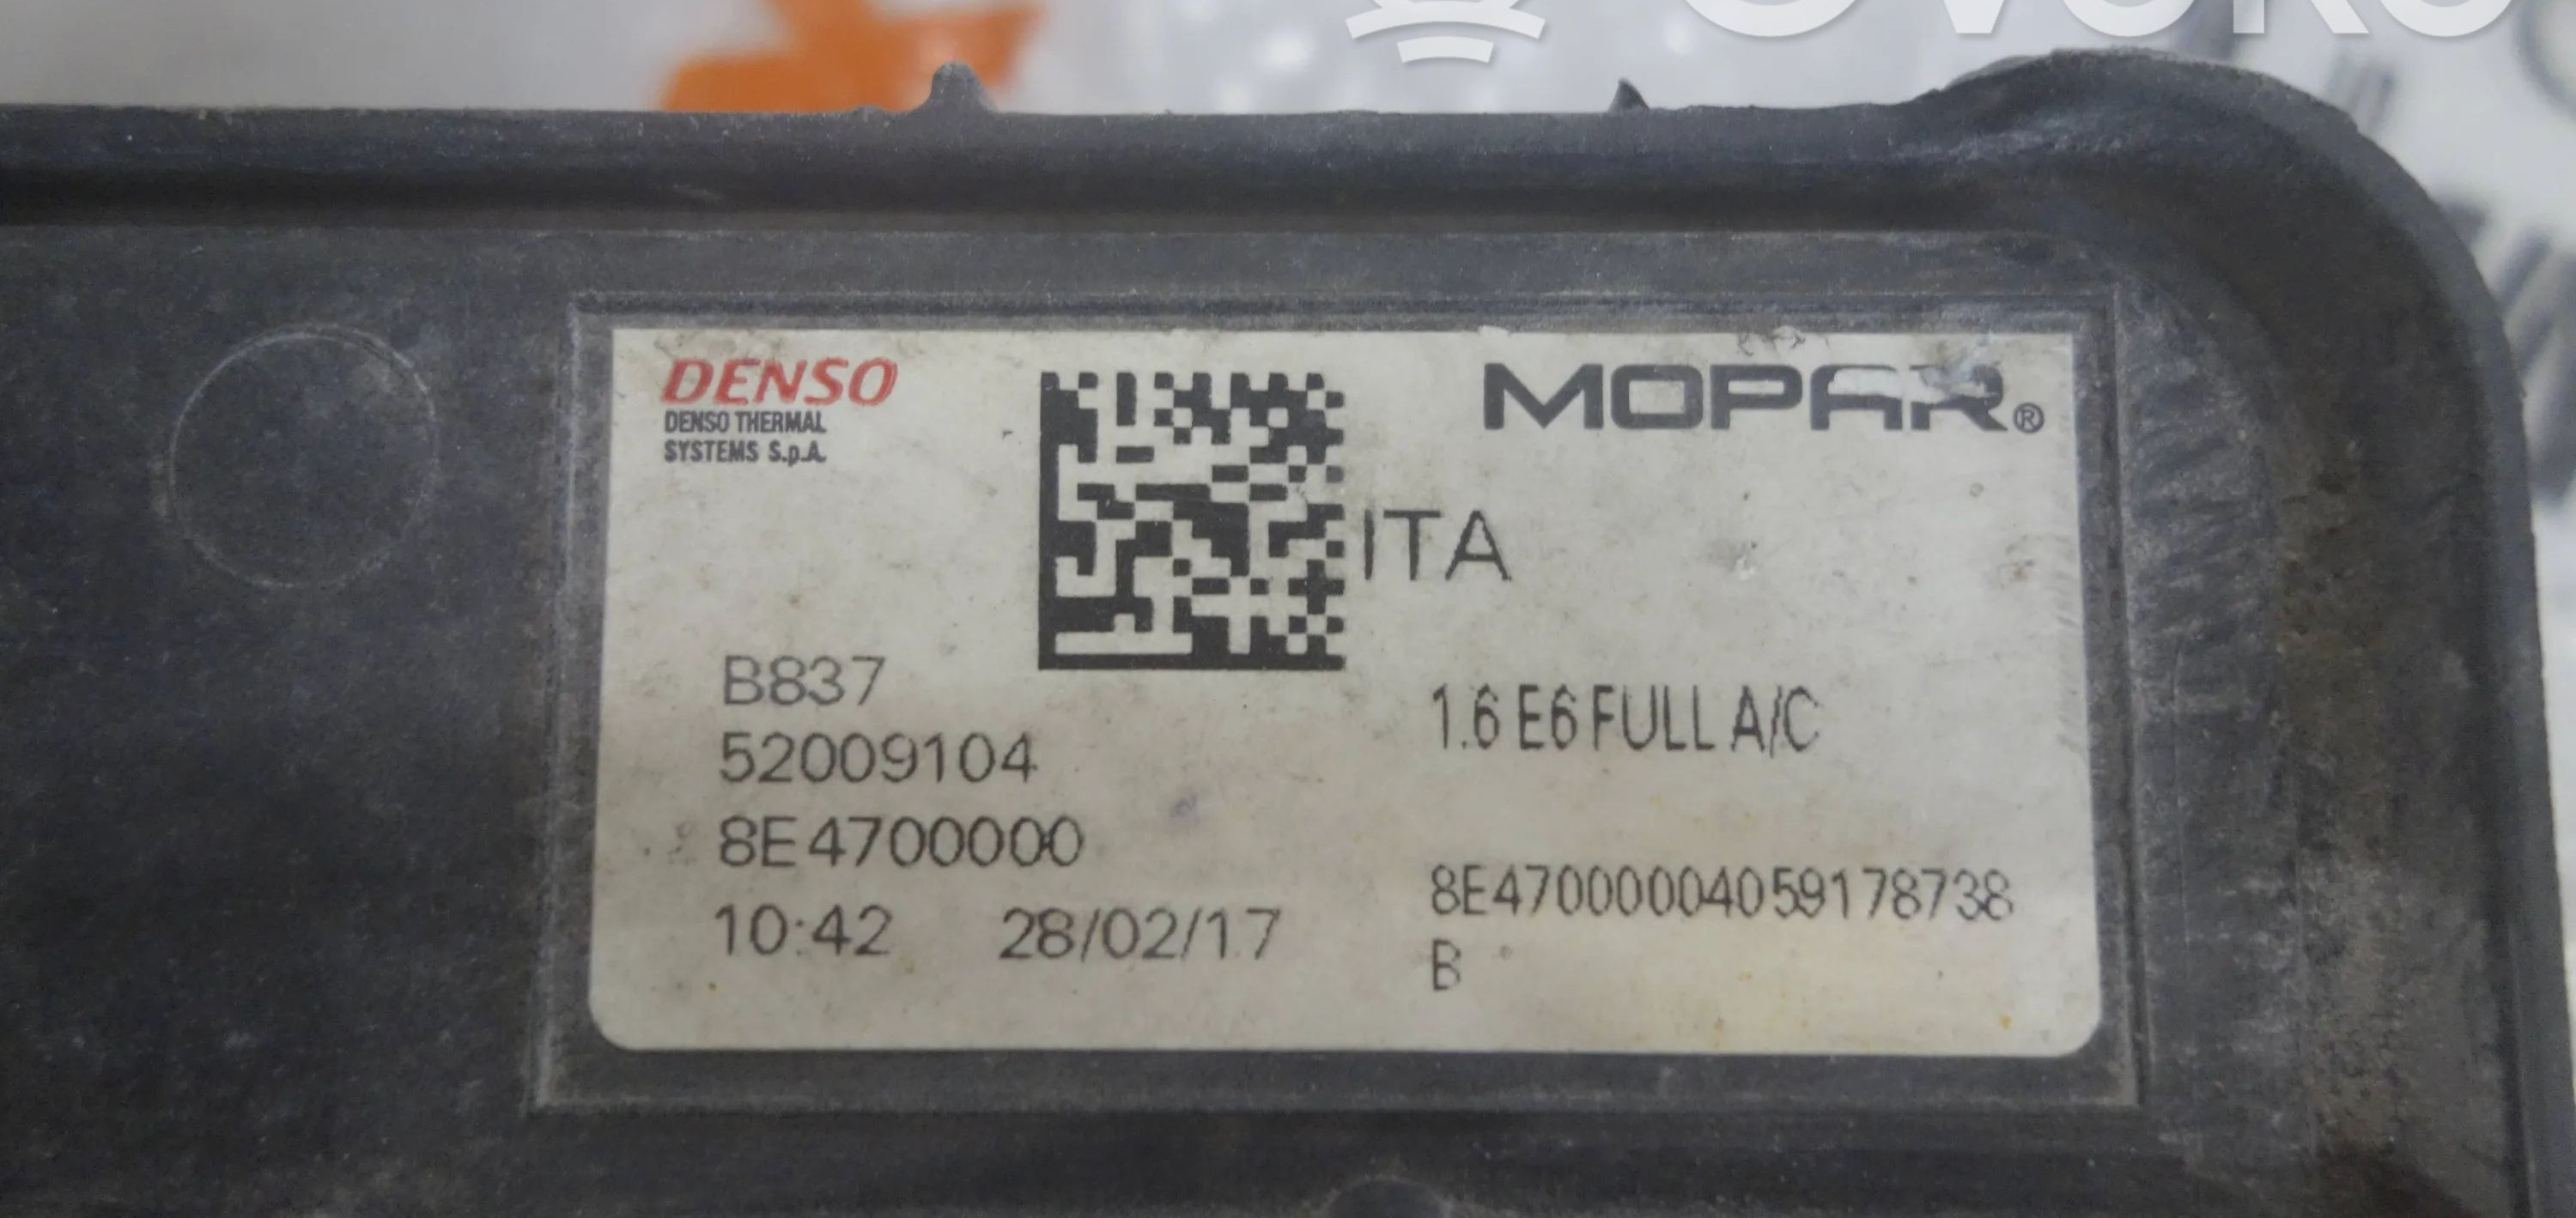 OVOKO
DENSO
DENSO THERMAL
SYSTEMS S.p.A.
MOPAR®
ITA
B837
52009104
8E4700000
10:42 28/02/17
1.6 E6 FULL A/C
8E47000004059178738
B